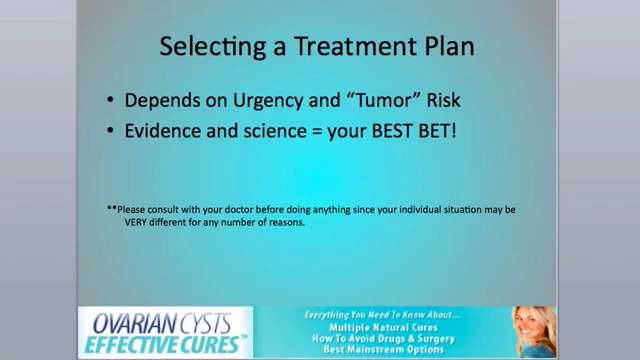 Selecting a Treatment Plan
• Depends on Urgency and “Tumor” Risk
• Evidence and science = your BEST BET!
**Please consult with your doctor before doing anything since your individual situation may be
VERY different for any number of reasons.
OVARIAN CYSTS
EFFECTIVE CURES™
Everything You Need To Know About...
Multiple Natural Cures
How To Avoid Drugs & Surgery
Best Mainstream Options